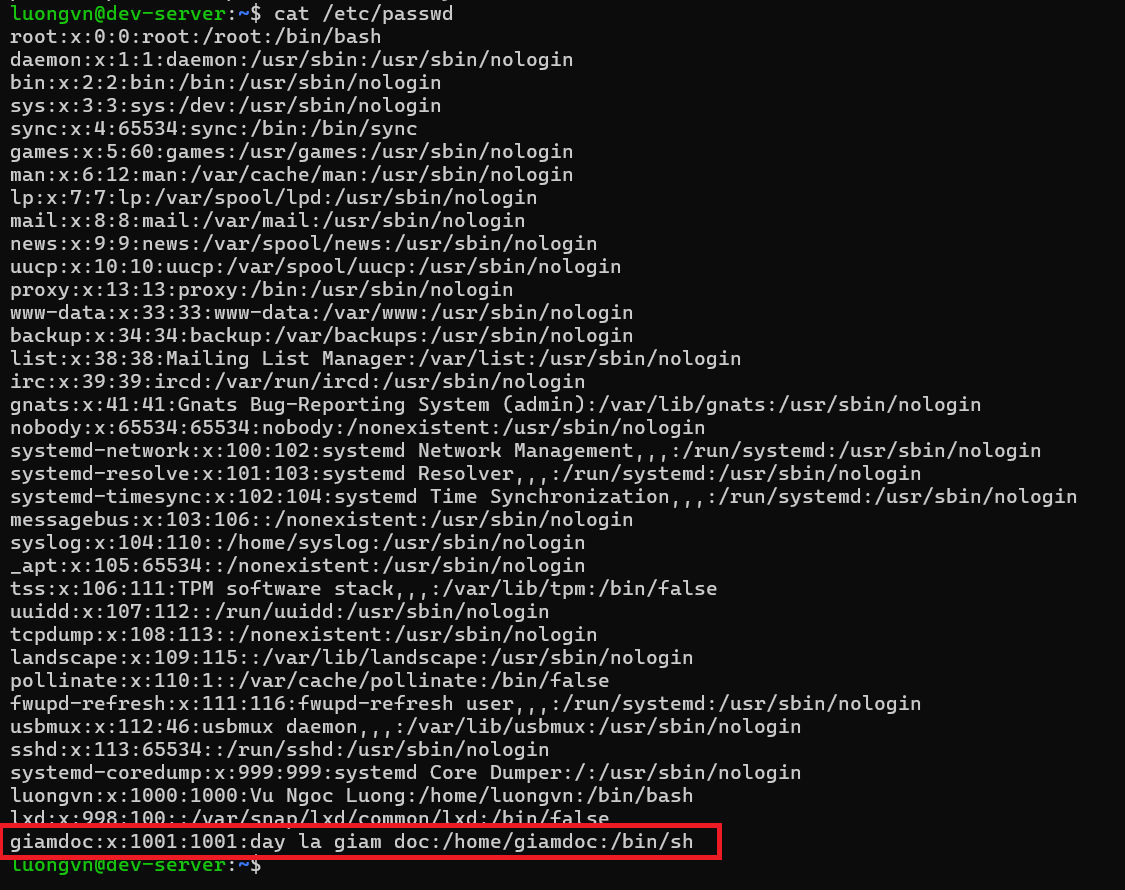 luongvn@dev-server:~$ cat /etc/passwd
root:x:0:0:root:/root:/bin/bash
daemon:x:1:1:daemon:/usr/sbin:/usr/sbin/nologin
bin:x:2:2:bin:/bin:/usr/sbin/nologin
sys:x:3:3:sys:/dev:/usr/sbin/nologin
sync:x:4:65534:sync:/bin:/bin/sync
games:x:5:60:games:/usr/games:/usr/sbin/nologin
man:x:6:12:man:/var/cache/man:/usr/sbin/nologin
lp:x:7:7:lp:/var/spool/lpd:/usr/sbin/nologin
mail:x:8:8:mail:/var/mail:/usr/sbin/nologin
news:x:9:9:news:/var/spool/news:/usr/sbin/nologin
uucp:x:10:10:uucp:/var/spool/uucp:/usr/sbin/nologin
proxy:x:13:13:proxy:/bin:/usr/sbin/nologin
www-data:x:33:33:www-data:/var/www:/usr/sbin/nologin
backup:x:34:34:backup:/var/backups:/usr/sbin/nologin
list:x:38:38:Mailing List Manager:/var/list:/usr/sbin/nologin
irc:x:39:39:ircd:/var/run/ircd:/usr/sbin/nologin
gnats:x:41:41:Gnats Bug-Reporting System (admin):/var/lib/gnats:/usr/sbin/nologin
nobody:x:65534:65534:nobody:/nonexistent:/usr/sbin/nologin
systemd-network:x:100:102:systemd Network Management,,,:/run/systemd:/usr/sbin/nologin
systemd-resolve:x:101:103:systemd Resolver,,,:/run/systemd:/usr/sbin/nologin
systemd-timesync:x:102:104:systemd Time Synchronization,,,:/run/systemd:/usr/sbin/nologin
messagebus:x:103:106::/nonexistent:/usr/sbin/nologin
syslog:x:104:110::/home/syslog:/usr/sbin/nologin
_apt:x:105:65534::/nonexistent:/usr/sbin/nologin
tss:x:106:111:TPM software stack,,,:/var/lib/tpm:/bin/false
uuidd:x:107:112::/run/uuidd:/usr/sbin/nologin
tcpdump:x:108:113::/nonexistent:/usr/sbin/nologin
landscape:x:109:115::/var/lib/landscape:/usr/sbin/nologin
pollinate:x:110:1::/var/cache/pollinate:/bin/false
fwupd-refresh:x:111:116:fwupd-refresh user,,,:/run/systemd:/usr/sbin/nologin
usbmux:x:112:46:usbmux daemon,,,:/var/lib/usbmux:/usr/sbin/nologin
sshd:x:113:65534::/run/sshd:/usr/sbin/nologin
systemd-coredump:x:999:999:systemd Core Dumper:/:/usr/sbin/nologin
luongvn:x:1000:1000:Vu Ngoc Luong:/home/luongvn:/bin/bash
lxd:x:998:100::/var/snap/lxd/common/lxd:/bin/false
giamdoc:x:1001:1001:day la giam doc:/home/giamdoc:/bin/sh
luongvn@dev-server:~$